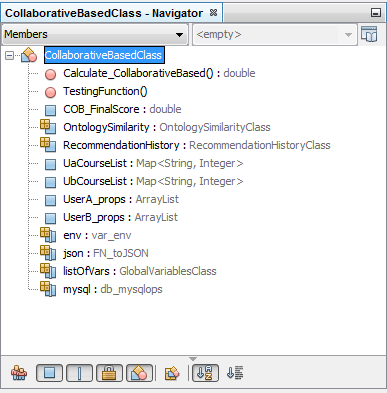 CollaborativeBasedClass - Navigator
Members <empty>
CollaborativeBasedClass
Calculate_CollaborativeBased() : double
TestingFunction()
COB_FinalScore : double
OntologySimilarity : OntologySimilarityClass
RecommendationHistory : RecommendationHistoryClass
UaCourseList : Map<String, Integer>
UbCourseList : Map<String, Integer>
UserA_props : ArrayList
UserB_props : ArrayList
env : var_env
json : FN_toJSON
listOfVars : GlobalVariablesClass
mysql : db_mysqlops